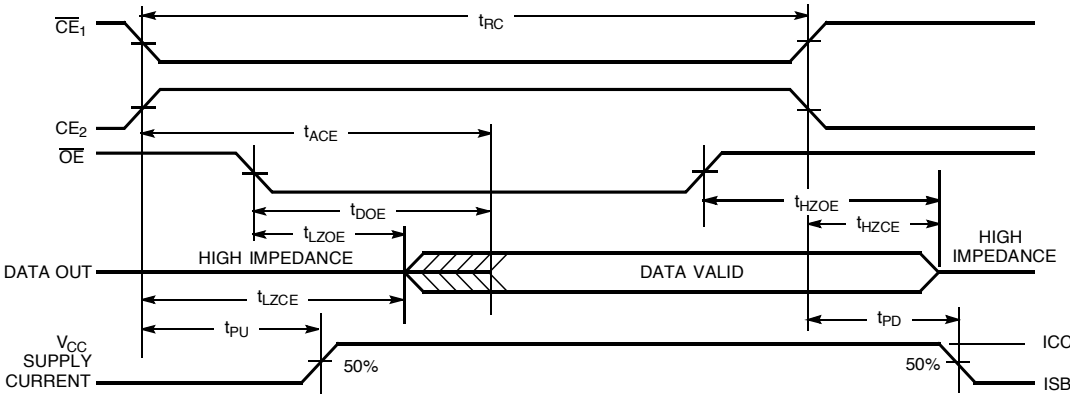 CE1
tRC
CE2
tACE
OE
tDOE
tHZOE
tLZOE
tHZCE
HIGH IMPEDANCE
HIGH
IMPEDANCE
DATA OUT
DATA VALID
tLZCE
tPU
tPD
VCC
SUPPLY
CURRENT
50%
50%
ICC
ISB